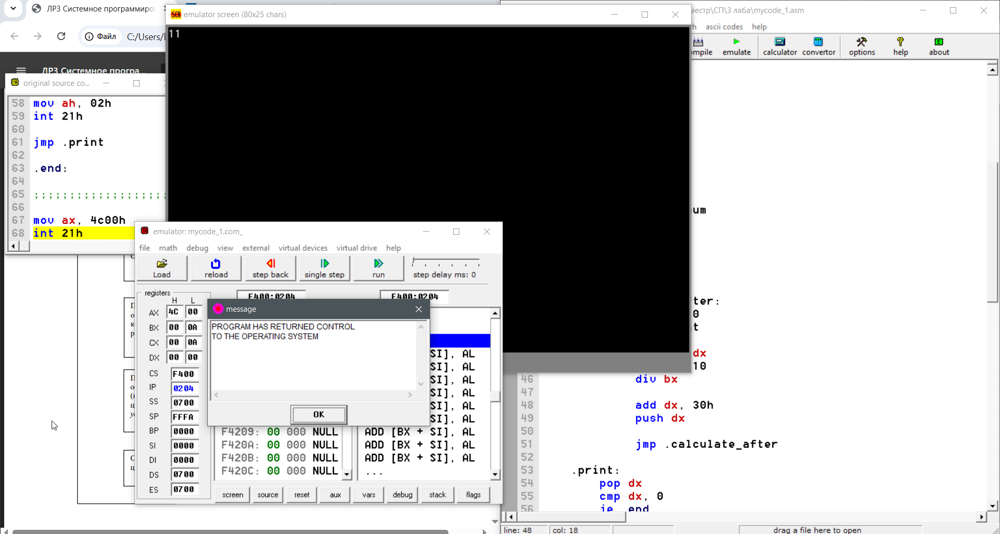 ЛР3 Системное программиро
Файл
C:/Users/
ЛР3 Системное програ...
original source co...
58 mov ah, 02h
59 int 21h
60
61 jmp .print
62
63 .end:
64
65 ;;;;;;;;;;;;;;;;;;;
66
67 mov ax, 4c00h
68 int 21h
emulator screen (80x25 chars)
11
местр\СП\3 лаба\mycode_1.asm
ascii codes help
emulate calculator convertor options help about
46 div bx
47
48 add dx, 30h
49 push dx
50
51 jmp .calculate_after
52
53 .print:
54 pop dx
55 cmp dx, 0
56 je .end
line: 48
col: 18
drag a file here to open
emulator: mycode_1.com_
file math debug view external virtual devices virtual drive help
Load reload step back single step run step delay ms: 0
registers
F400:0204
F400:0204
H L
AX 4C 00
BX 00 0A
CX 00 0A
DX 00 00
CS F400
IP 0204
SS 0700
SP FFFA
BP 0000
SI 0000
DI 0000
DS 0700
ES 0700
message
PROGRAM HAS RETURNED CONTROL
TO THE OPERATING SYSTEM
OK
SI], AL
SI], AL
SI], AL
SI], AL
SI], AL
SI], AL
F4209: 00 000 NULL ADD [BX + SI], AL
F420A: 00 000 NULL ADD [BX + SI], AL
F420B: 00 000 NULL ADD [BX + SI], AL
F420C: 00 000 NULL ...
screen source reset aux vars debug stack flags